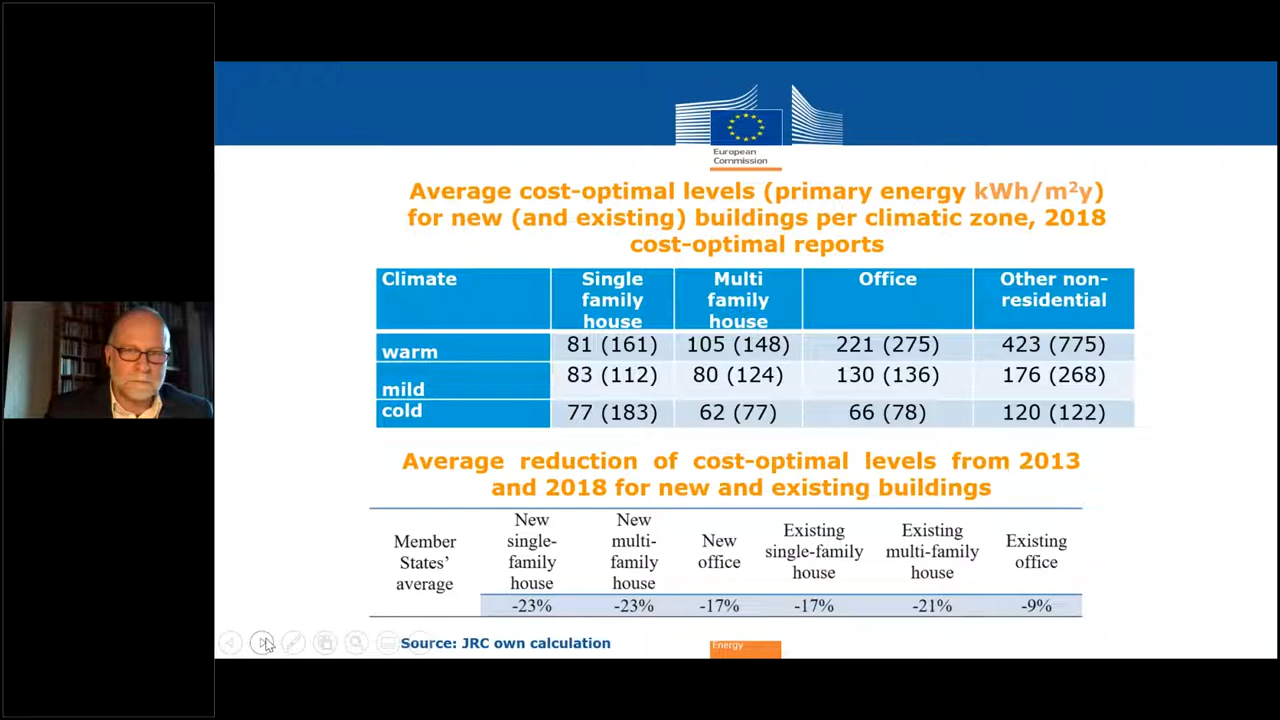 European
Commission
Average cost-optimal levels (primary energy kWh/m²y)
for new (and existing) buildings per climatic zone, 2018
cost-optimal reports
Climate Single family house Multi family house Office Other non-residential
warm 81 (161) 105 (148) 221 (275) 423 (775)
mild 83 (112) 80 (124) 130 (136) 176 (268)
cold 77 (183) 62 (77) 66 (78) 120 (122)
Average reduction of cost-optimal levels from 2013
and 2018 for new and existing buildings
Member States’ average New single-family house New multi-family house New office Existing single-family house Existing multi-family house Existing office
-23% -23% -17% -17% -21% -9%
Source: JRC own calculation
Energy